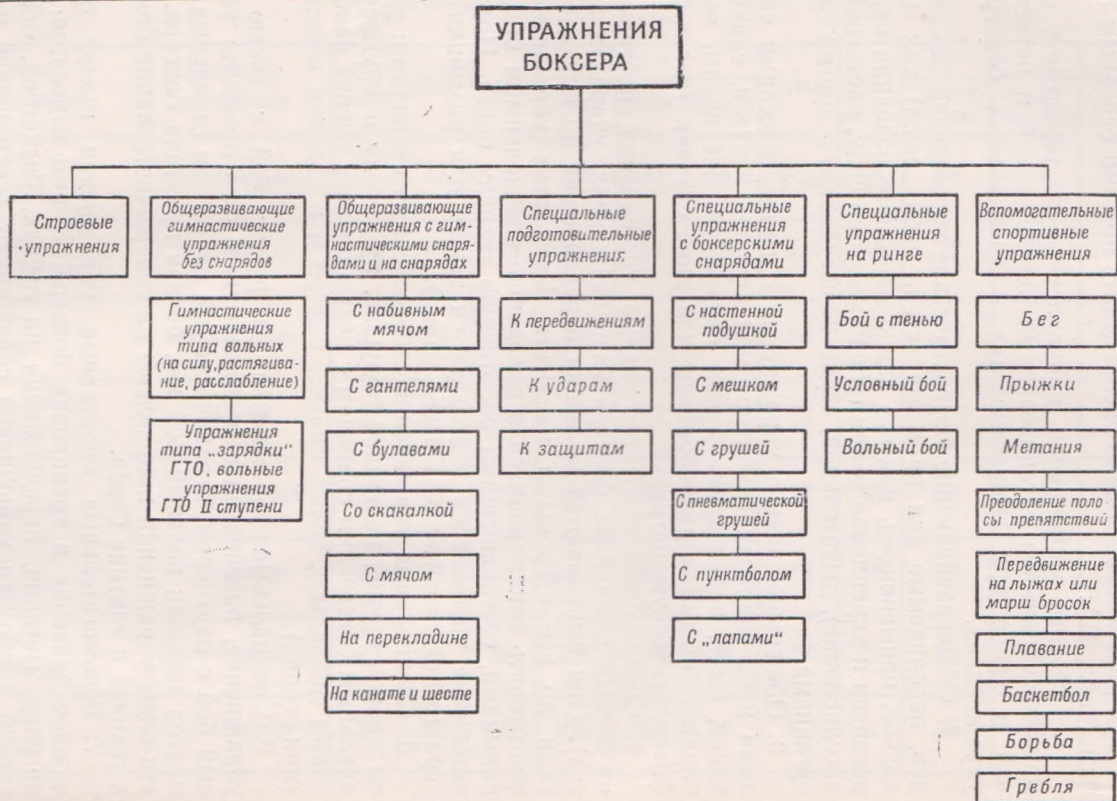 УПРАЖНЕНИЯ
БОКСЕРА
Строевые
упражнения
Общеразвивающие
гимнастические
упражнения
без снарядов
Гимнастические
упражнения
типа вольных
(на силу, растягива-
ние, расслабление)
Упражнения
типа „зарядки“
ГТО, вольные
упражнения
ГТО II ступени
Общеразвивающие
упражнения с гим-
настическими снаря-
дами и на снарядах
С набивным
мячом
С гантелями
С булавами
Со скакалкой
С мячом
На перекладине
На канате и шесте
Специальные
подготовительные
упражнения
К передвижениям
К ударам
К защитам
Специальные
упражнения
с боксерскими
снарядами
С настенной
подушкой
С мешком
С грушей
С пневматической
грушей
С пунктболом
С „лапами“
Специальные
упражнения
на ринге
Бой с тенью
Условный бой
Вольный бой
Вспомогательные
спортивные
упражнения
Бег
Прыжки
Метания
Преодоление поло
сы препятствий
Передвижение
на лыжах или
марш бросок
Плавание
Баскетбол
Борьба
Гребля